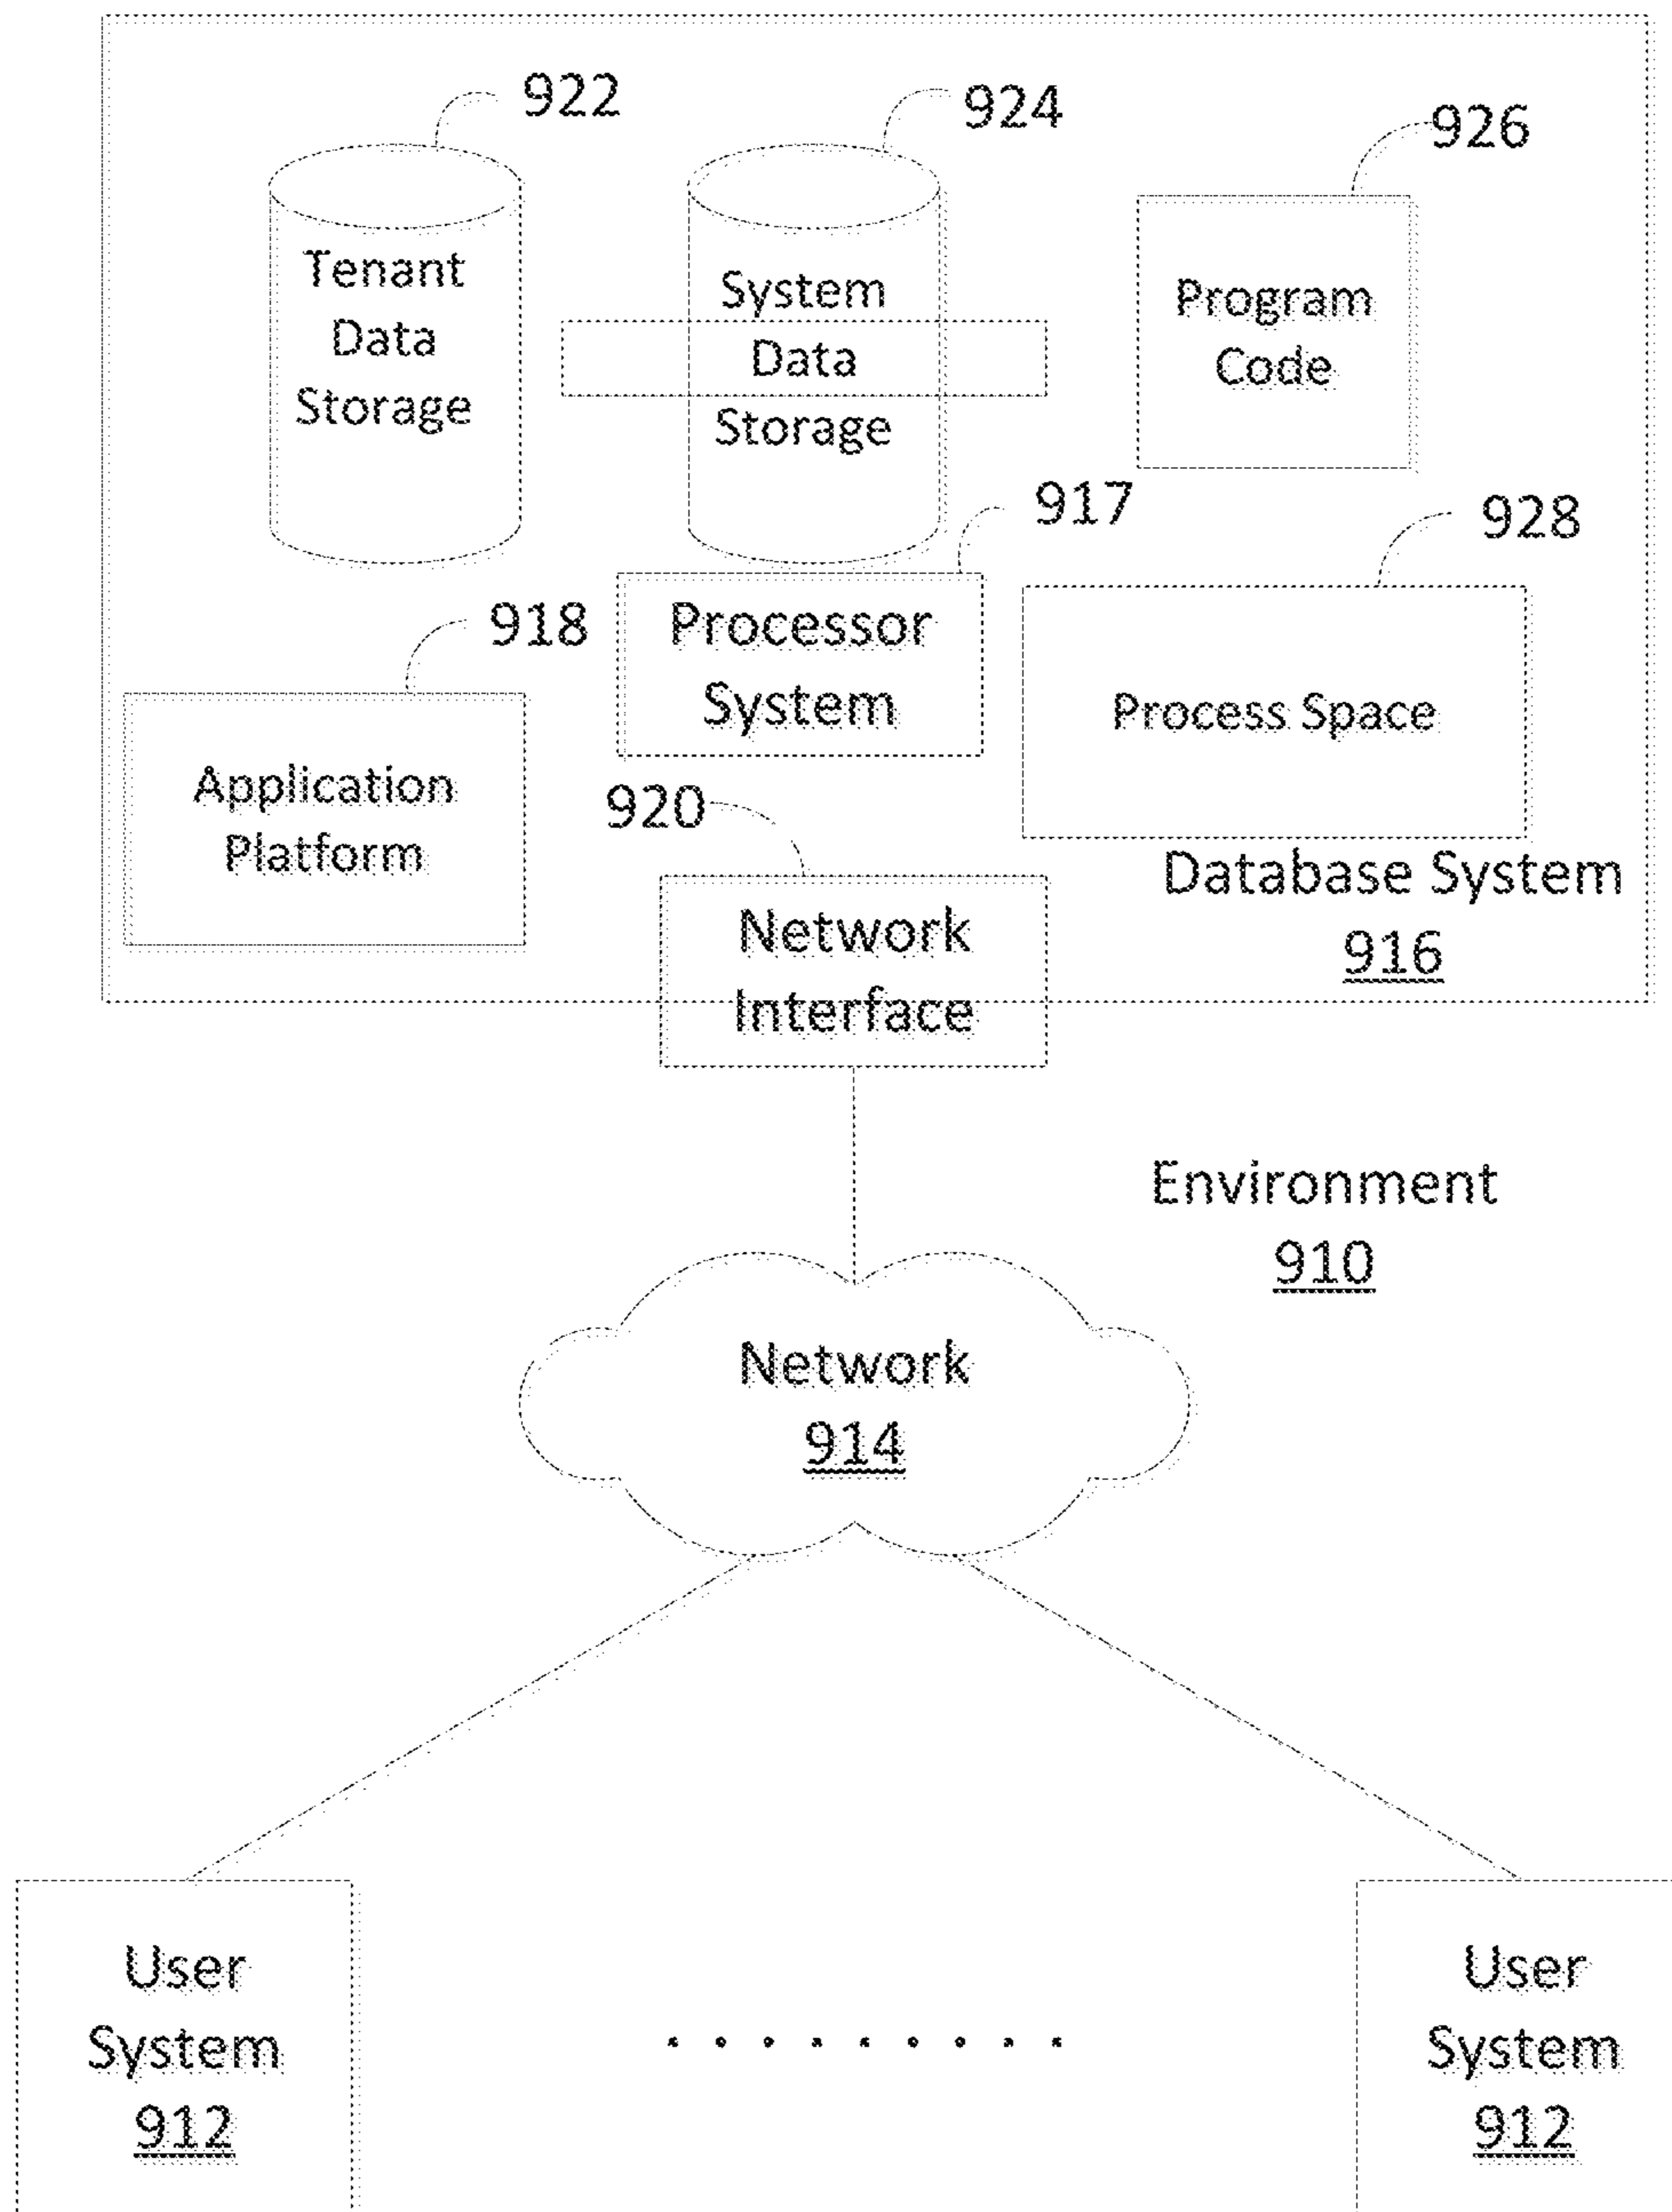 922
924
926
Tenant
Data
Storage
System
Data
Storage
Program
Code
917
928
918
Processor
System
Process Space
Application
Platform
920
Database System
916
Network
Interface
Environment
910
Network
914
User
System
912
User
System
912